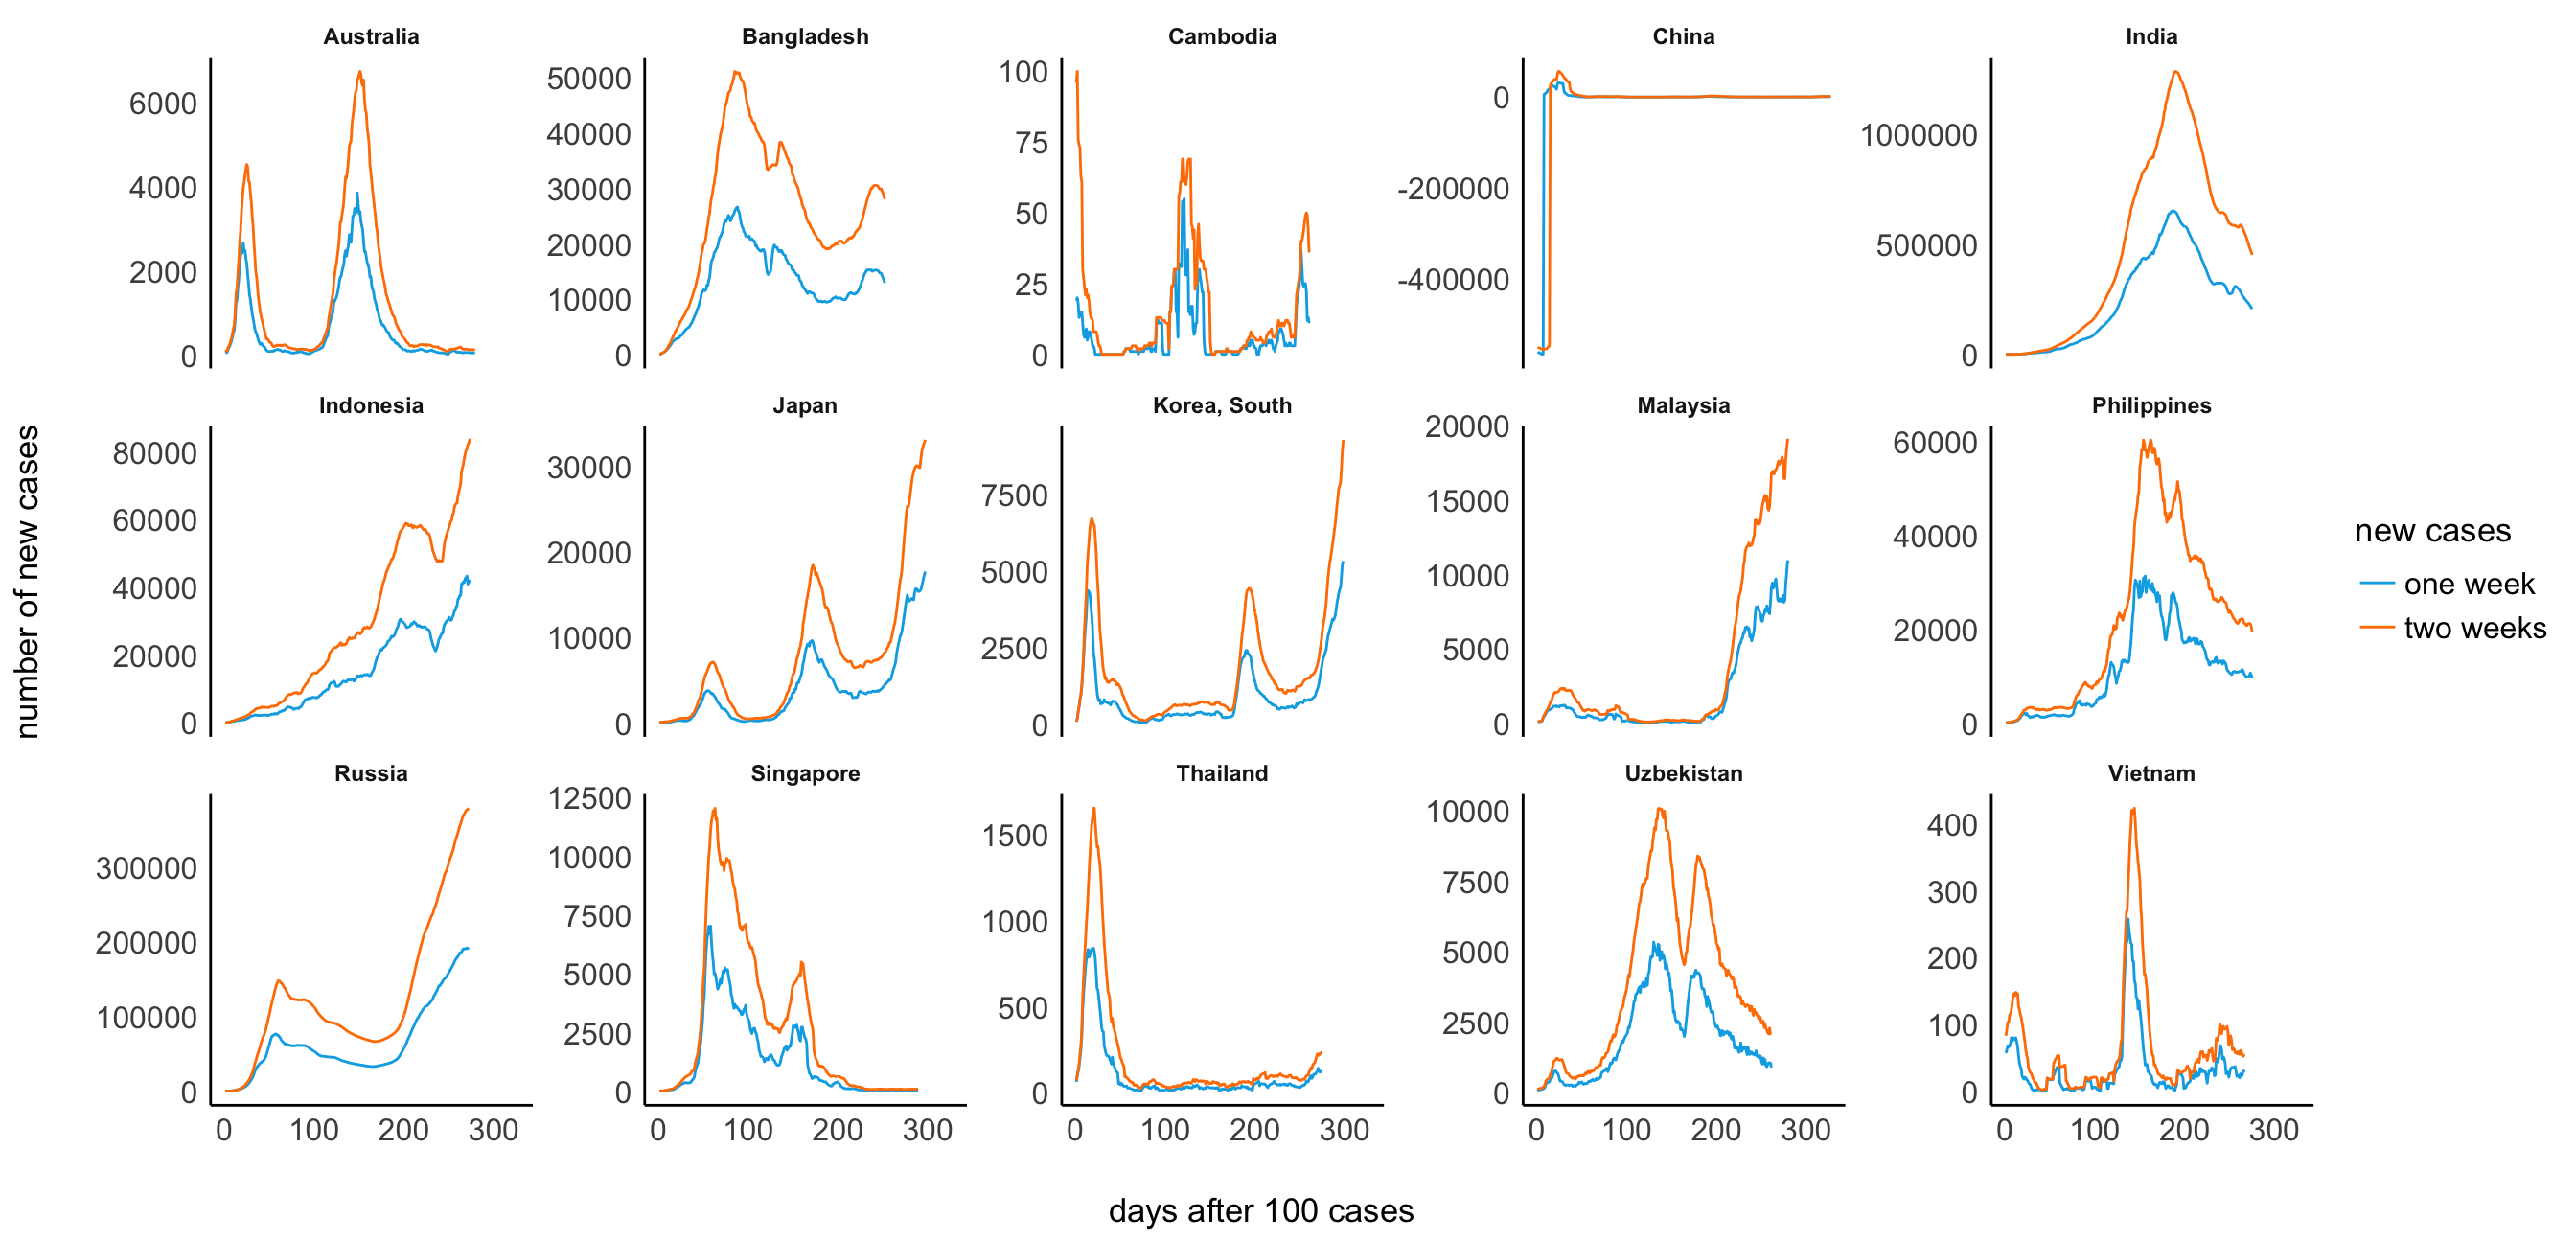 Australia
Bangladesh
Cambodia
China
India
6000
4000
2000
0
50000
40000
30000
20000
10000
0
100
75
50
25
0
0
-200000
-400000
1000000
500000
0
Indonesia
Japan
Korea, South
Malaysia
Philippines
80000
60000
40000
20000
0
30000
20000
10000
0
7500
5000
2500
0
20000
15000
10000
5000
0
60000
40000
20000
0
Russia
Singapore
Thailand
Uzbekistan
Vietnam
300000
200000
100000
0
12500
10000
7500
5000
2500
0
1500
1000
500
0
10000
7500
5000
2500
0
400
300
200
100
0
0 100 200 300
0 100 200 300
0 100 200 300
0 100 200 300
0 100 200 300
days after 100 cases
number of new cases
new cases
one week
two weeks